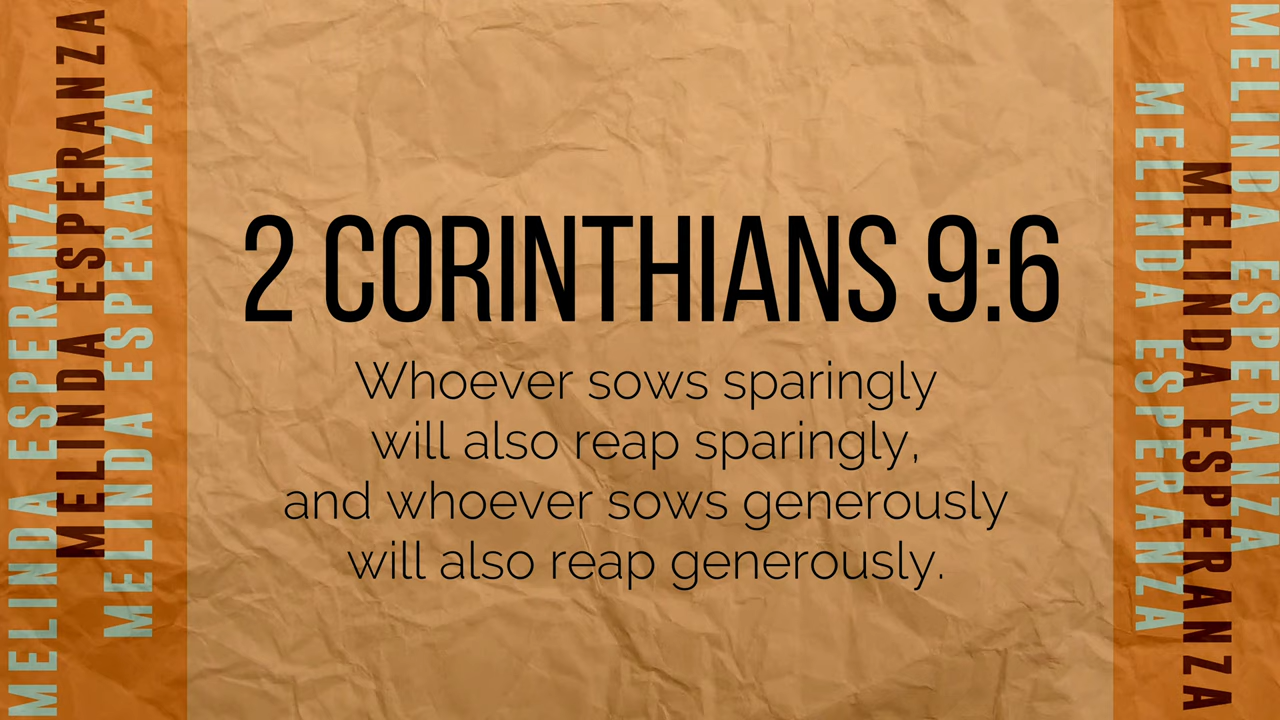 MELINDA ESPERANZA
MELINDA ESPERANZA
MELINDA ESPERANZA
2 CORINTHIANS 9:6
Whoever sows sparingly
will also reap sparingly,
and whoever sows generously
will also reap generously.
MELINDA ESPERANZA
MELINDA ESPERANZA
MELINDA ESPERANZA